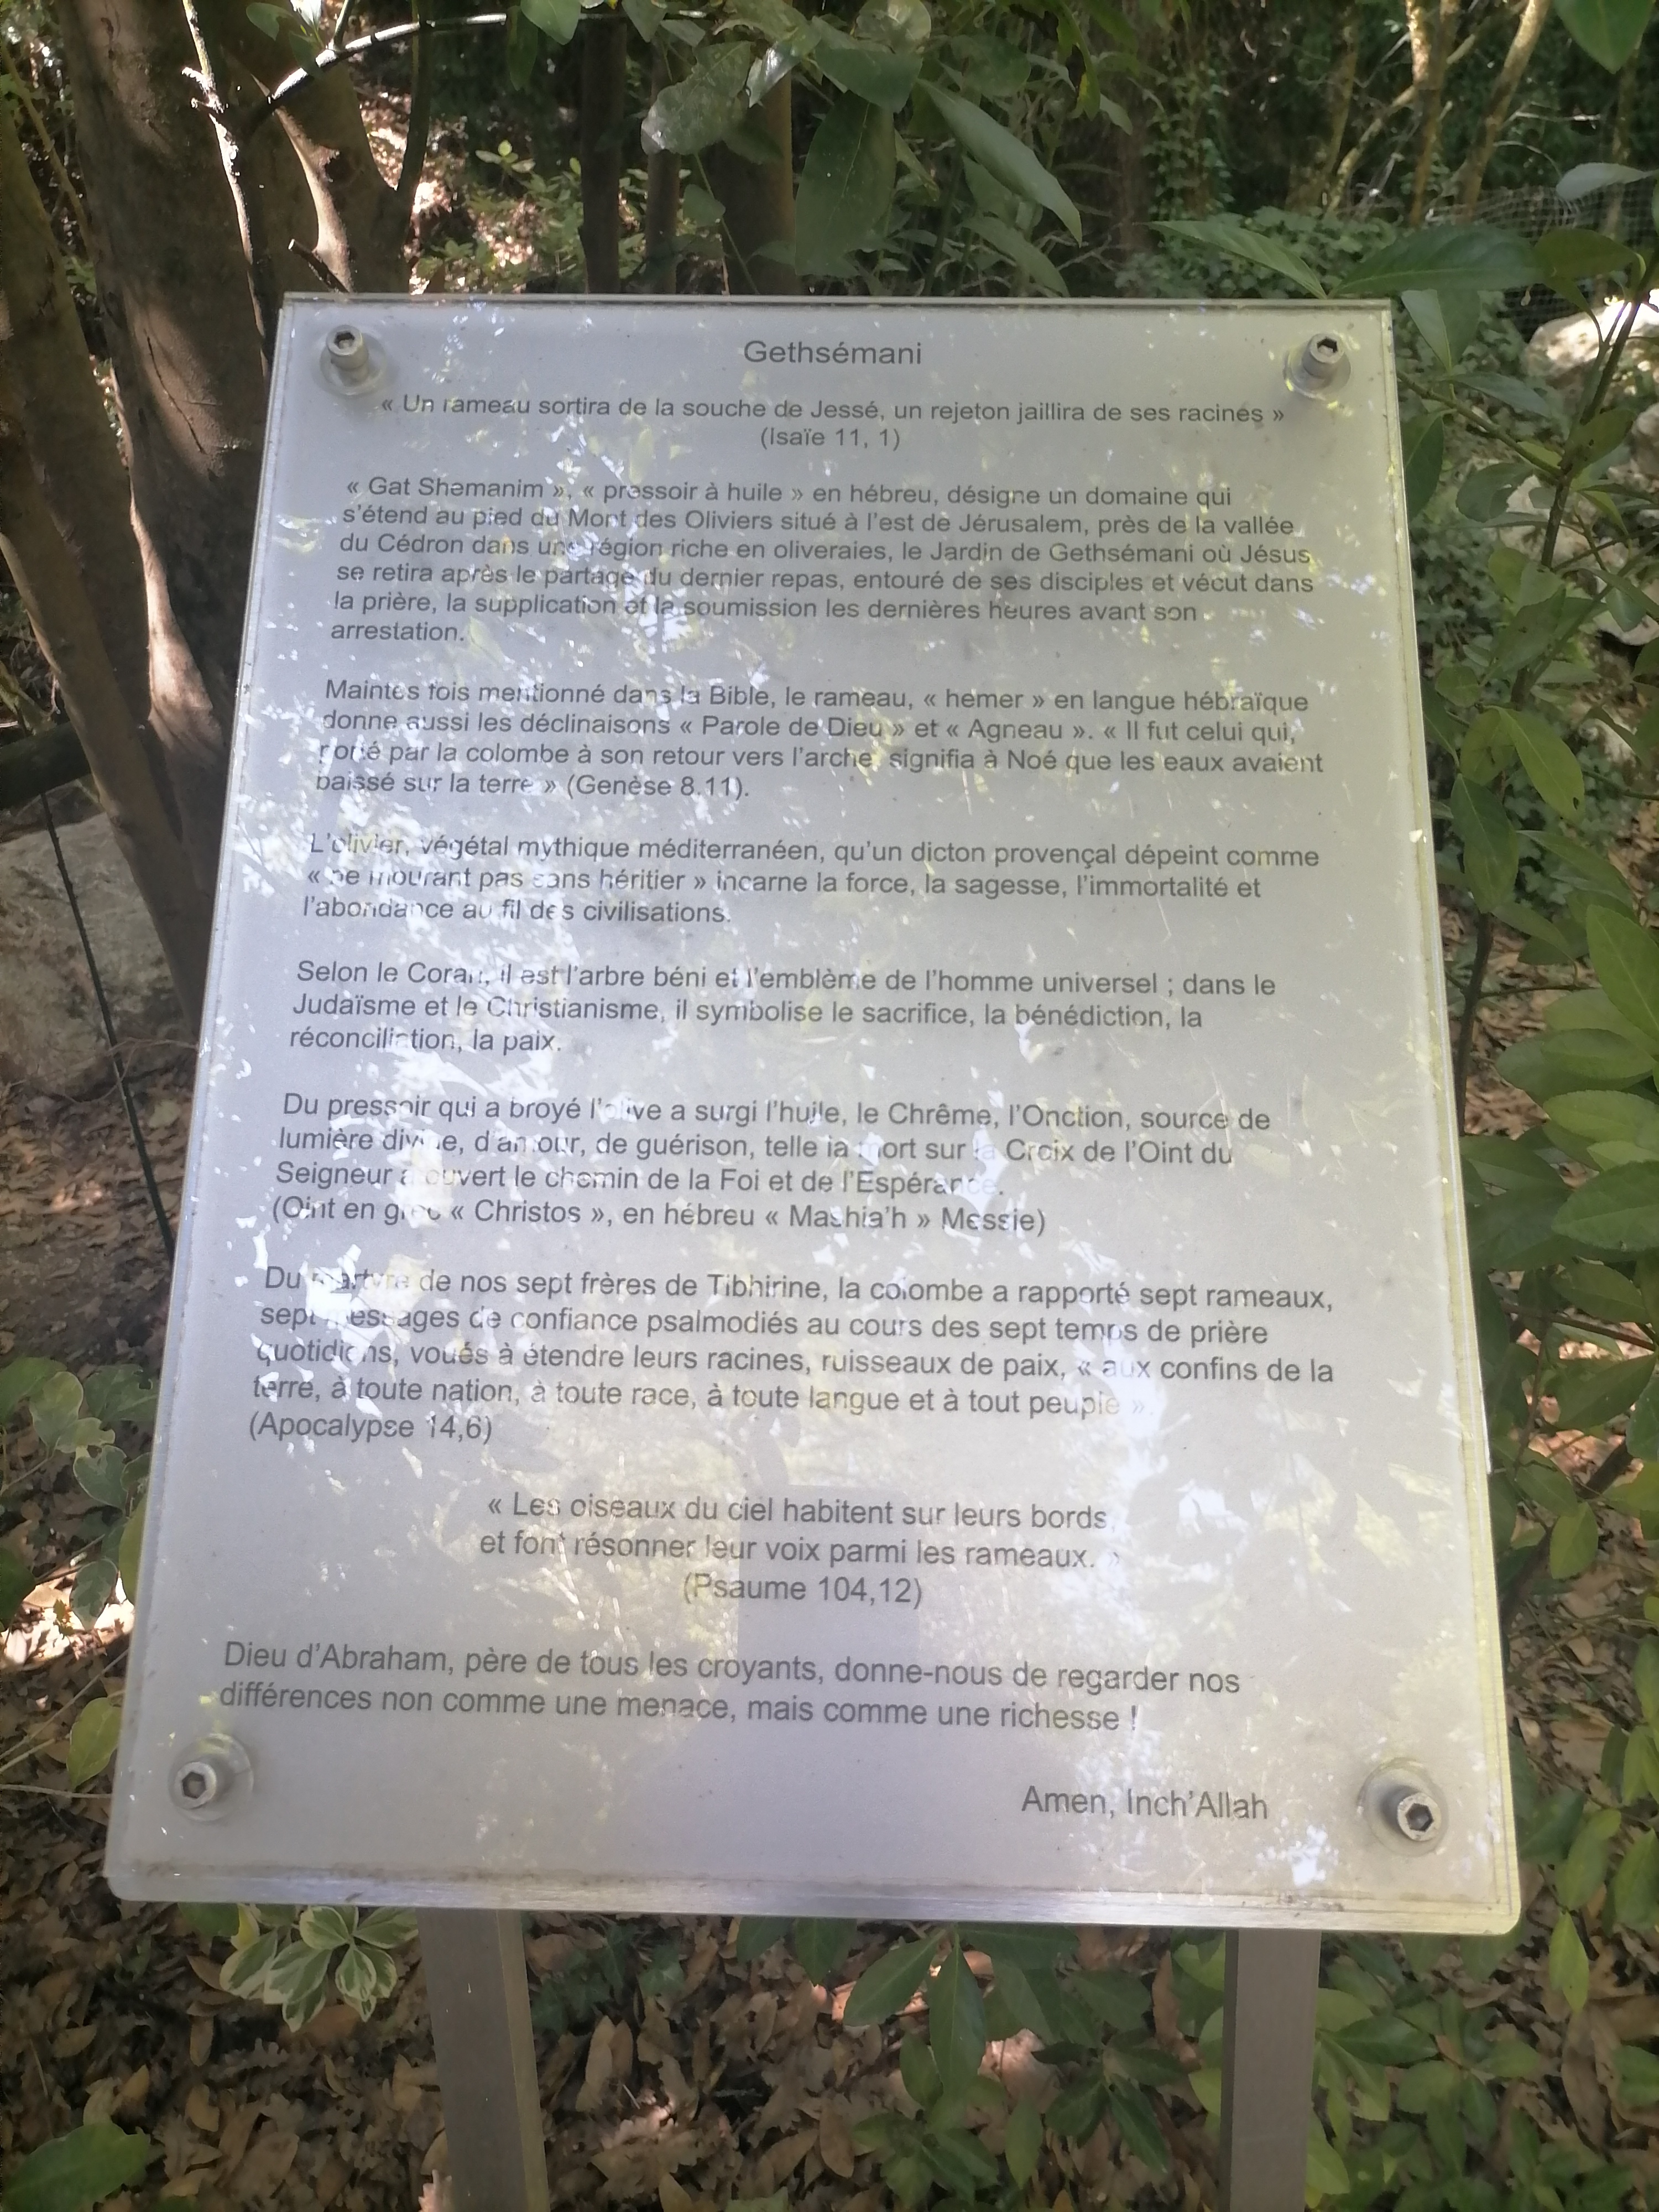 Gethsémani
« Un rameau sortira de la souche de Jessé, un rejeton jaillira de ses racines »
(Isaïe 11, 1)
« Gat Shemanim », « pressoir à huile » en hébreu, désigne un domaine qui
s'étend au pied du Mont des Oliviers situé à l'est de Jérusalem, près de la vallée
du Cédron dans une région riche en oliveraies, le Jardin de Gethsémani où Jésus
se retira après le partage du dernier repas, entouré de ses disciples et vécut dans
la prière, la supplication et la soumission les dernières heures avant son
arrestation.
Maintes fois mentionné dans la Bible, le rameau, « hemer » en langue hébraïque
donne aussi les déclinaisons « Parole de Dieu » et « Agneau ». « Il fut celui qui,
porté par la colombe à son retour vers l'arche, signifia à Noé que les eaux avaient
baissé sur la terre » (Genèse 8.11).
L'olivier, végétal mythique méditerranéen, qu'un dicton provençal dépeint comme
« ne mourant pas sans héritier » incarne la force, la sagesse, l'immortalité et
l'abondance au fil des civilisations.
Selon le Coran, il est l'arbre béni et l'emblème de l'homme universel ; dans le
Judaïsme et le Christianisme, il symbolise le sacrifice, la bénédiction, la
réconciliation, la paix.
Du pressoir qui a broyé l'olive a surgi l'huile, le Chrême, l'Onction, source de
lumière divine, d'amour, de guérison, telle la mort sur la Croix de l'Oint du
Seigneur a ouvert le chemin de la Foi et de l'Espérance.
(Oint en grec « Christos », en hébreu « Mashia'h » Messie)
Du martyre de nos sept frères de Tibhirine, la colombe a rapporté sept rameaux,
sept messages de confiance psalmodiés au cours des sept temps de prière
quotidiens, voués à étendre leurs racines, ruisseaux de paix, « aux confins de la
terre, à toute nation, à toute race, à toute langue et à tout peuple ».
(Apocalypse 14,6)
« Les oiseaux du ciel habitent sur leurs bords,
et font résonner leur voix parmi les rameaux. »
(Psaume 104,12)
Dieu d'Abraham, père de tous les croyants, donne-nous de regarder nos
différences non comme une menace, mais comme une richesse !
Amen, Inch'Allah